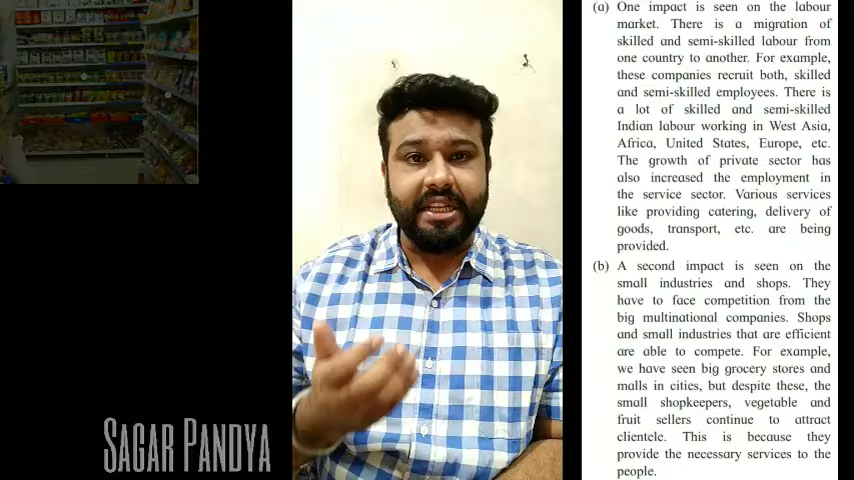 (a) One impact is seen on the labour
market. There is a migration of
skilled and semi-skilled labour from
one country to another. For example,
these companies recruit both, skilled
and semi-skilled employees. There is
a lot of skilled and semi-skilled
Indian labour working in West Asia,
Africa, United States, Europe, etc.
The growth of private sector has
also increased the employment in
the service sector. Various services
like providing catering, delivery of
goods, transport, etc. are being
provided.
(b) A second impact is seen on the
small industries and shops. They
have to face competition from the
big multinational companies. Shops
and small industries that are efficient
are able to compete. For example,
we have seen big grocery stores and
malls in cities, but despite these, the
small shopkeepers, vegetable and
fruit sellers continue to attract
clientele. This is because they
provide the necessary services to the
people.
SAGAR PANDYA